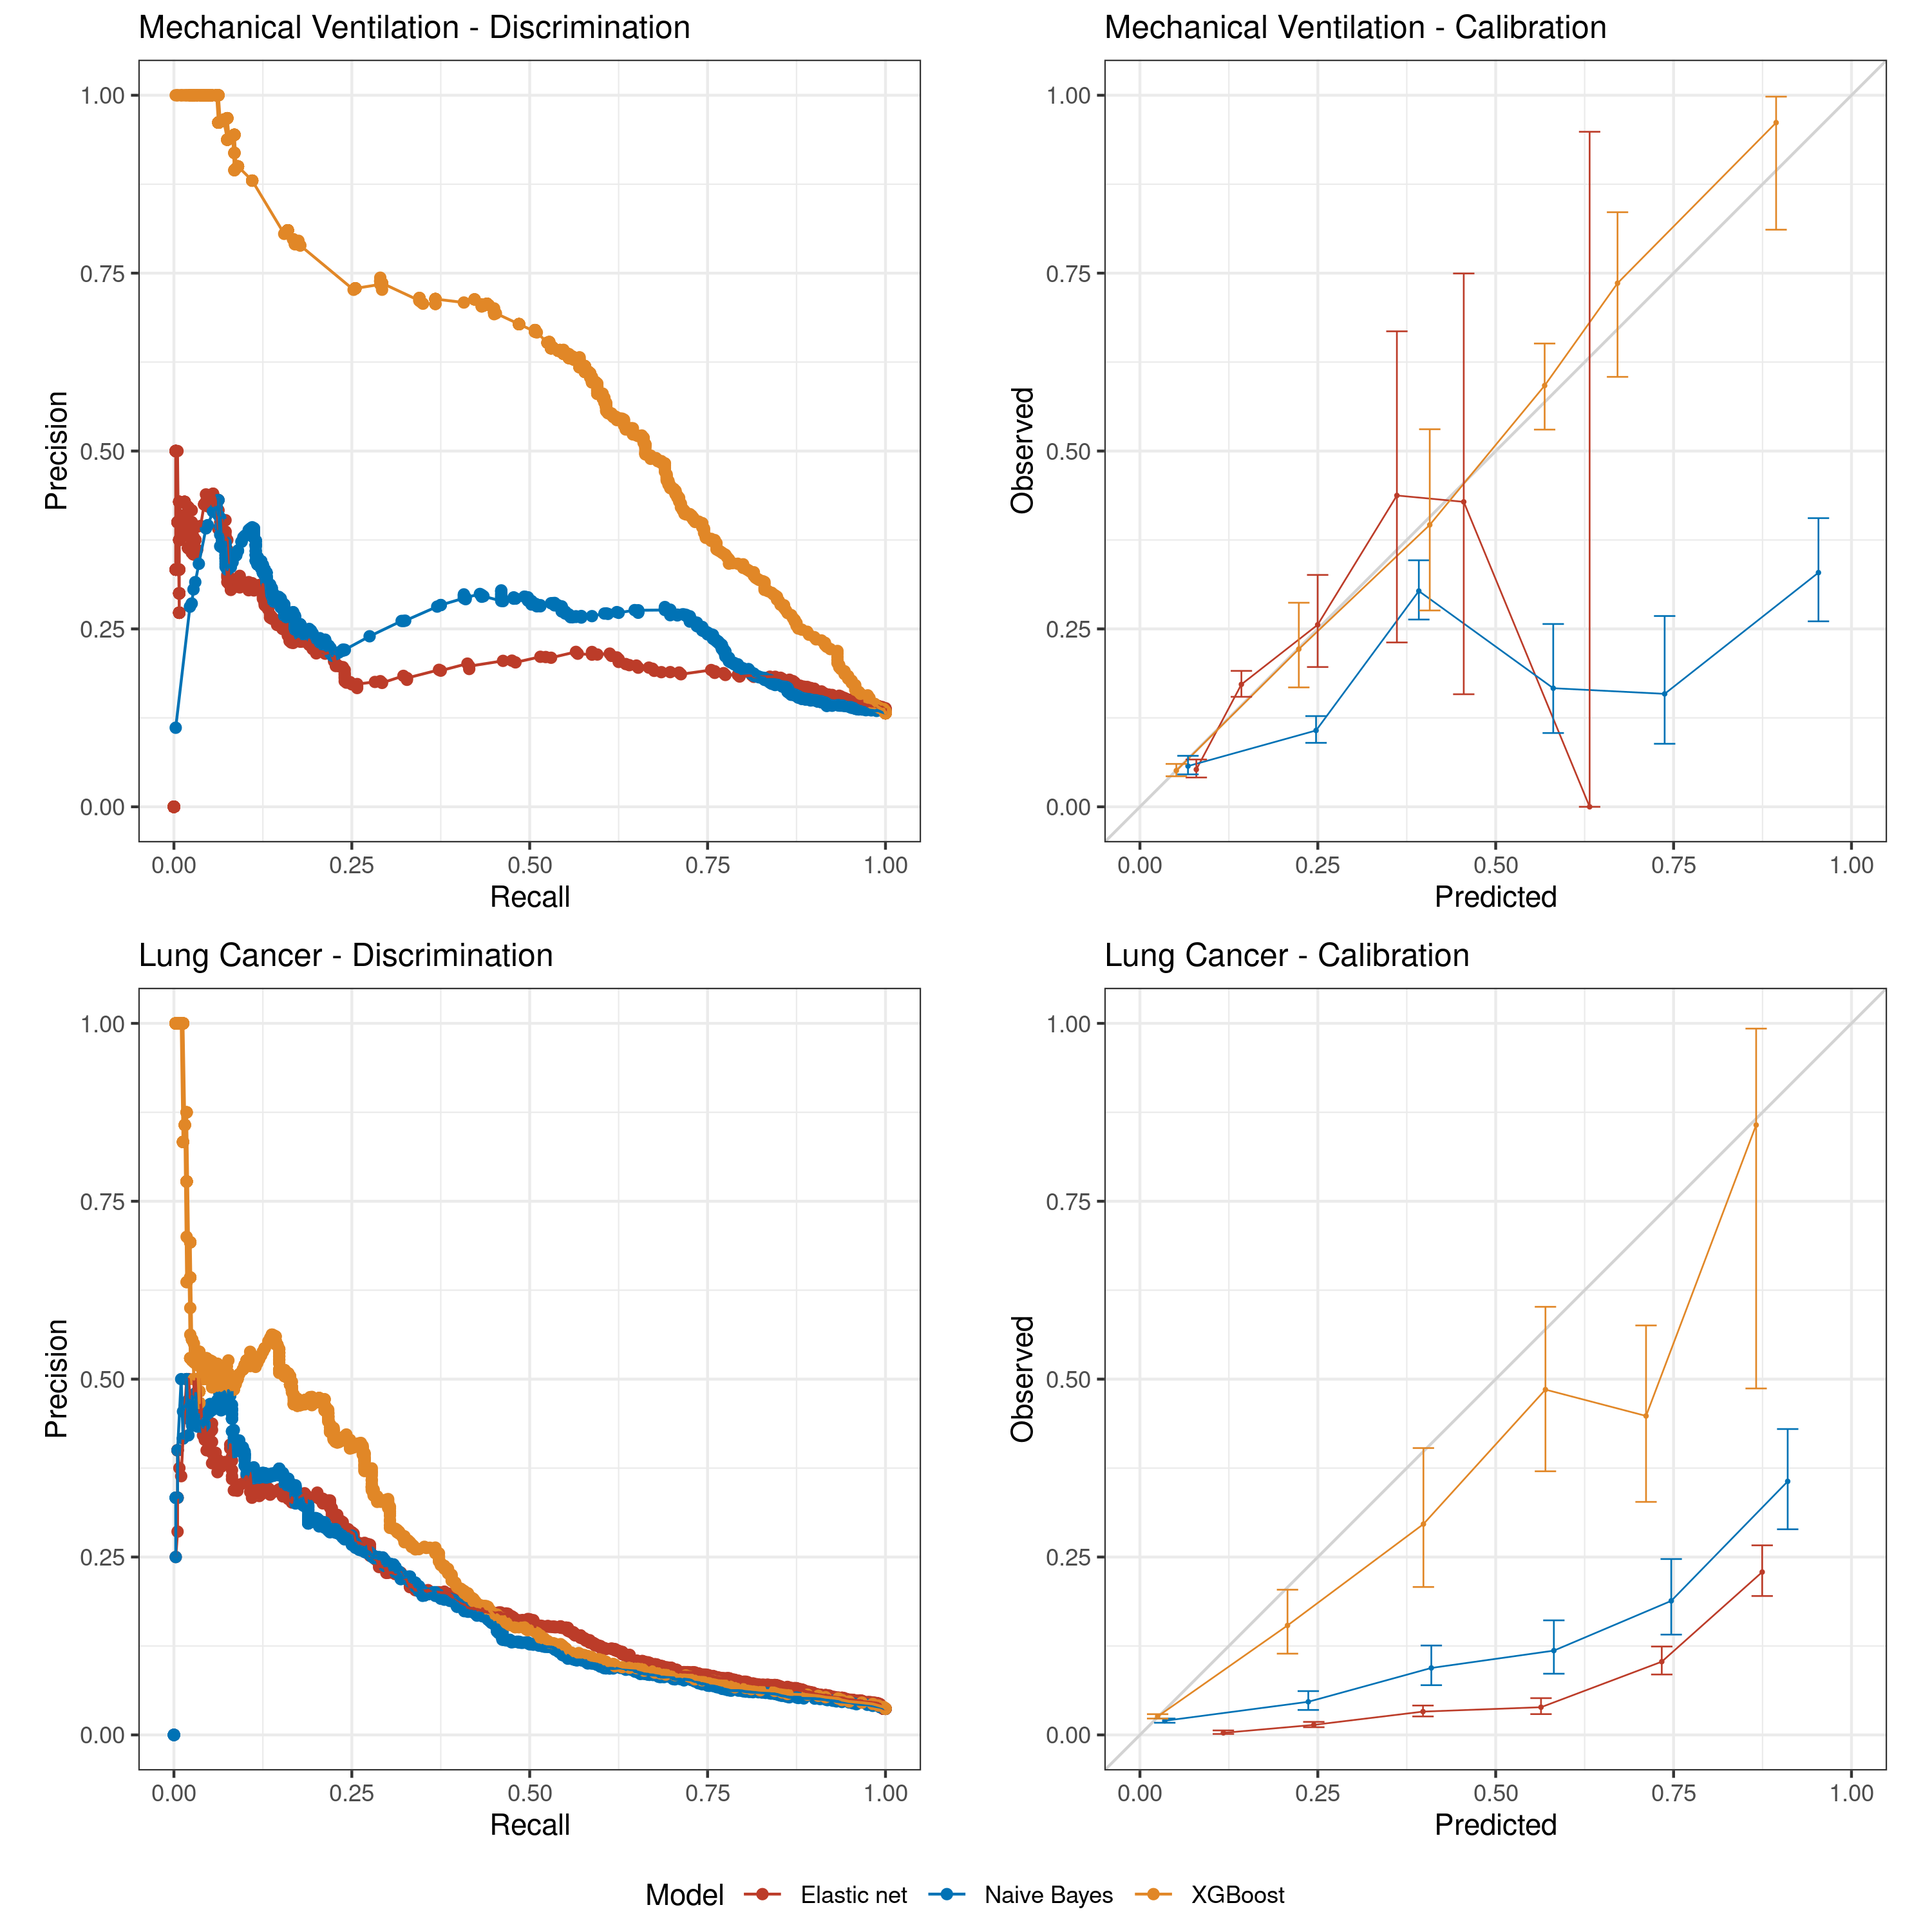 Mechanical Ventilation - Discrimination
1.00
0.75
0.50
0.25
0.00
Precision
0.00 0.25 0.50 0.75 1.00
Recall
Mechanical Ventilation - Calibration
1.00
0.75
0.50
0.25
0.00
Observed
0.00 0.25 0.50 0.75 1.00
Predicted
Lung Cancer - Discrimination
1.00
0.75
0.50
0.25
0.00
Precision
0.00 0.25 0.50 0.75 1.00
Recall
Lung Cancer - Calibration
1.00
0.75
0.50
0.25
0.00
Observed
0.00 0.25 0.50 0.75 1.00
Predicted
Model Elastic net Naive Bayes XGBoost